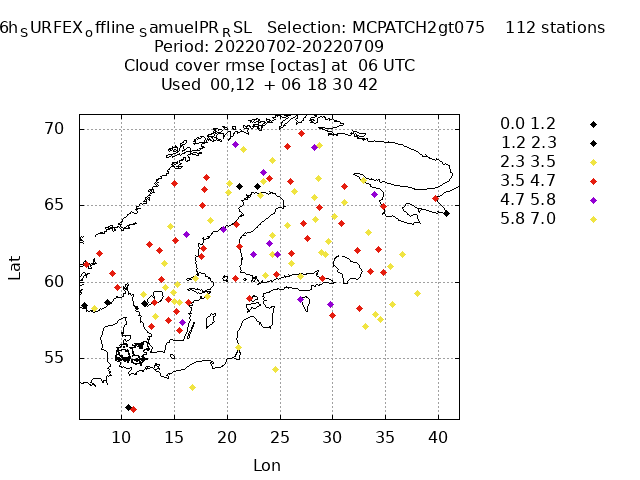 6h_SURFEX_offline_SamuelPR_RSL Selection: MCPATCH2gt075 112 stations
Period: 20220702-20220709
Cloud cover rmse [octas] at 06 UTC
Used 00,12 + 06 18 30 42
0.0 1.2
1.2 2.3
2.3 3.5
3.5 4.7
4.7 5.8
5.8 7.0
70
65
60
55
Lat
10 15 20 25 30 35 40
Lon